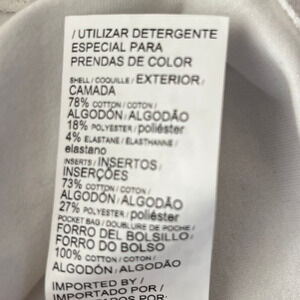 / UTILIZAR DETERGENTE
ESPECIAL PARA
PRENDAS DE COLOR
SHELL / COQUILLE / EXTERIOR /
CAMADA
78% COTTON / COTON /
ALGODÓN / ALGODÃO
18% POLYESTER / poliéster
4% ELASTANE / ELASTHANNE /
elastano
INSERTS / INSERTOS /
INSERÇÕES
73% COTTON / COTON /
ALGODÓN / ALGODÃO
27% POLYESTER / poliéster
POCKET BAG / DOUBLURE DE POCHE /
FORRO DEL BOLSILLO /
FORRO DO BOLSO
100% COTTON / COTON /
ALGODÓN / ALGODÃO
IMPORTED BY /
IMPORTADO POR /
IMPORTADOS POR: